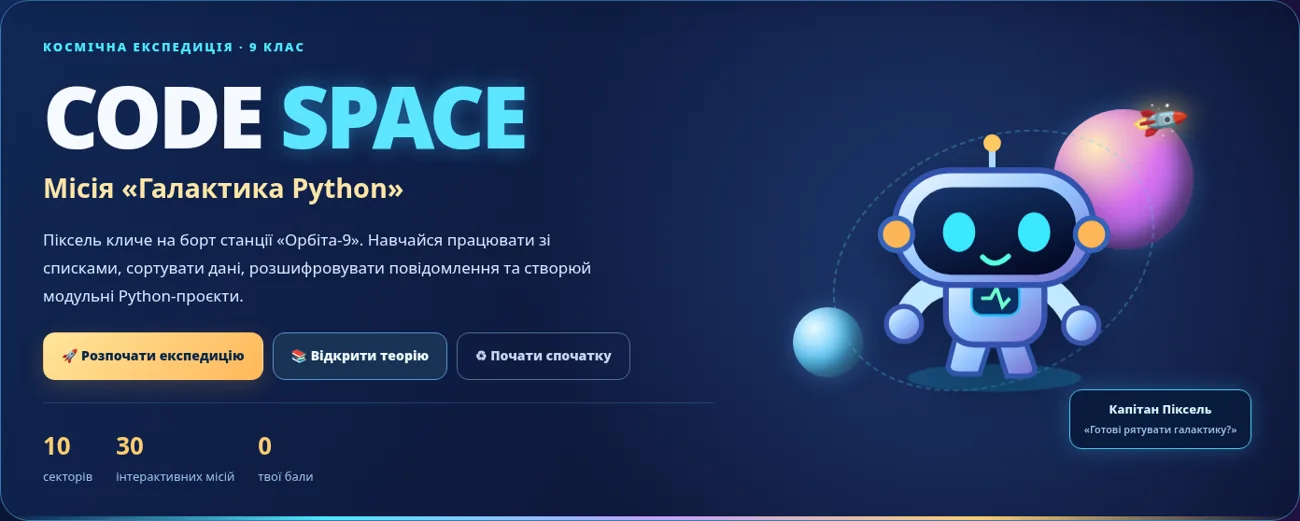 КОСМІЧНА ЕКСПЕДИЦІЯ · 9 КЛАС
CODE SPACE
Місія «Галактика Python»
Піксель кличе на борт станції «Орбіта-9». Навчайся працювати зі
списками, сортувати дані, розшифровувати повідомлення та створюй
модульні Python-проєкти.
🚀 Розпочати експедицію
📚 Відкрити теорію
♻ Почати спочатку
10
секторів
30
інтерактивних місій
0
твої бали
Капітан Піксель
«Готові рятувати галактику?»